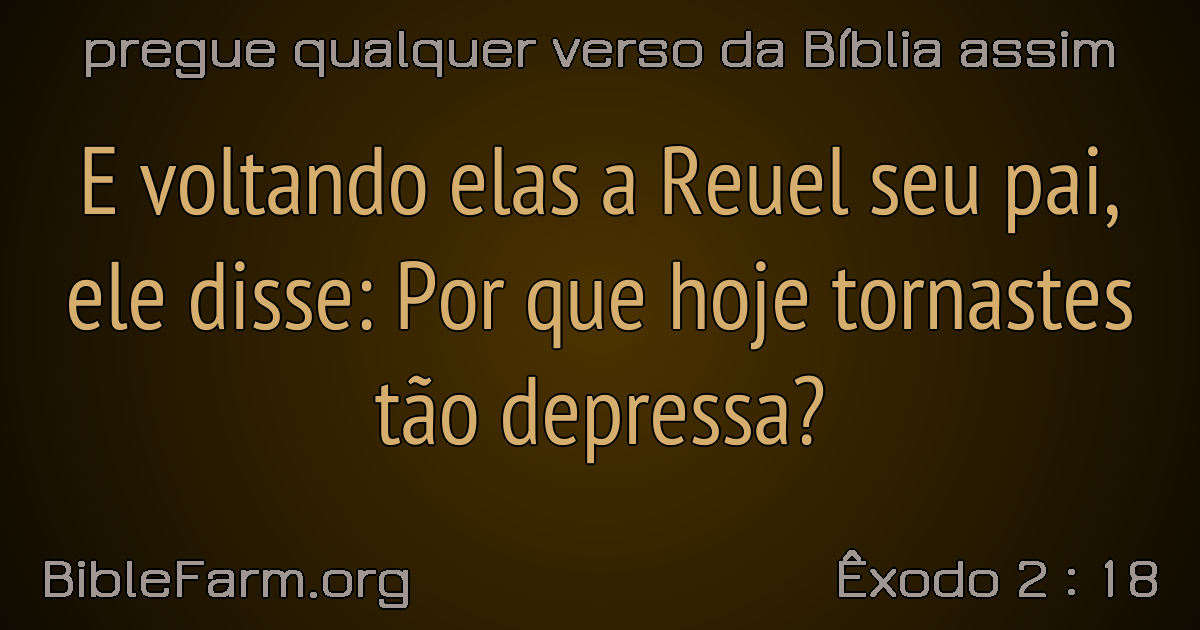 pregue qualquer verso da Bíblia assim
E voltando elas a Reuel seu pai,
ele disse: Por que hoje tornastes
tão depressa?
BibleFarm.org
Êxodo 2 : 18